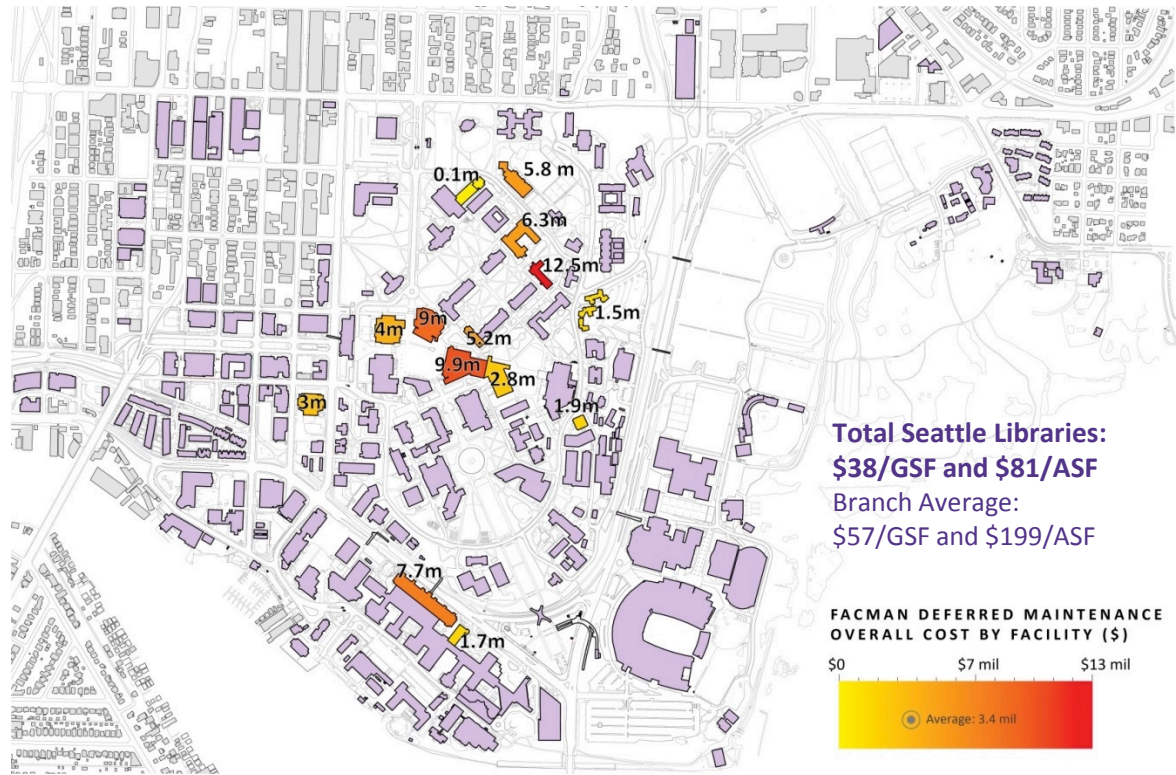 5.8 m
0.1m
6.3m
12.5m
1.5m
4m
9m
5.2m
9.9m
2.8m
3m
1.9m
Total Seattle Libraries:
$38/GSF and $81/ASF
Branch Average:
$57/GSF and $199/ASF
7.7m
1.7m
FACMAN DEFERRED MAINTENANCE
OVERALL COST BY FACILITY ($)
$0 $7 mil $13 mil
Average: 3.4 mil